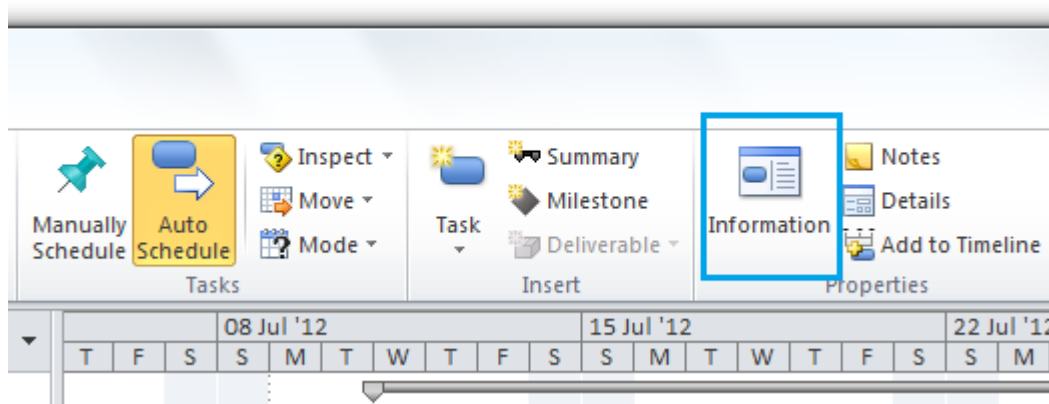 Manually
Schedule
Auto
Schedule
Inspect
Move
Mode
Tasks
Task
Summary
Milestone
Deliverable
Insert
Information
Notes
Details
Add to Timeline
Properties
08 Jul '12 15 Jul '12 22 Jul '12
T F S S M T W T F S S M T W T F S S M